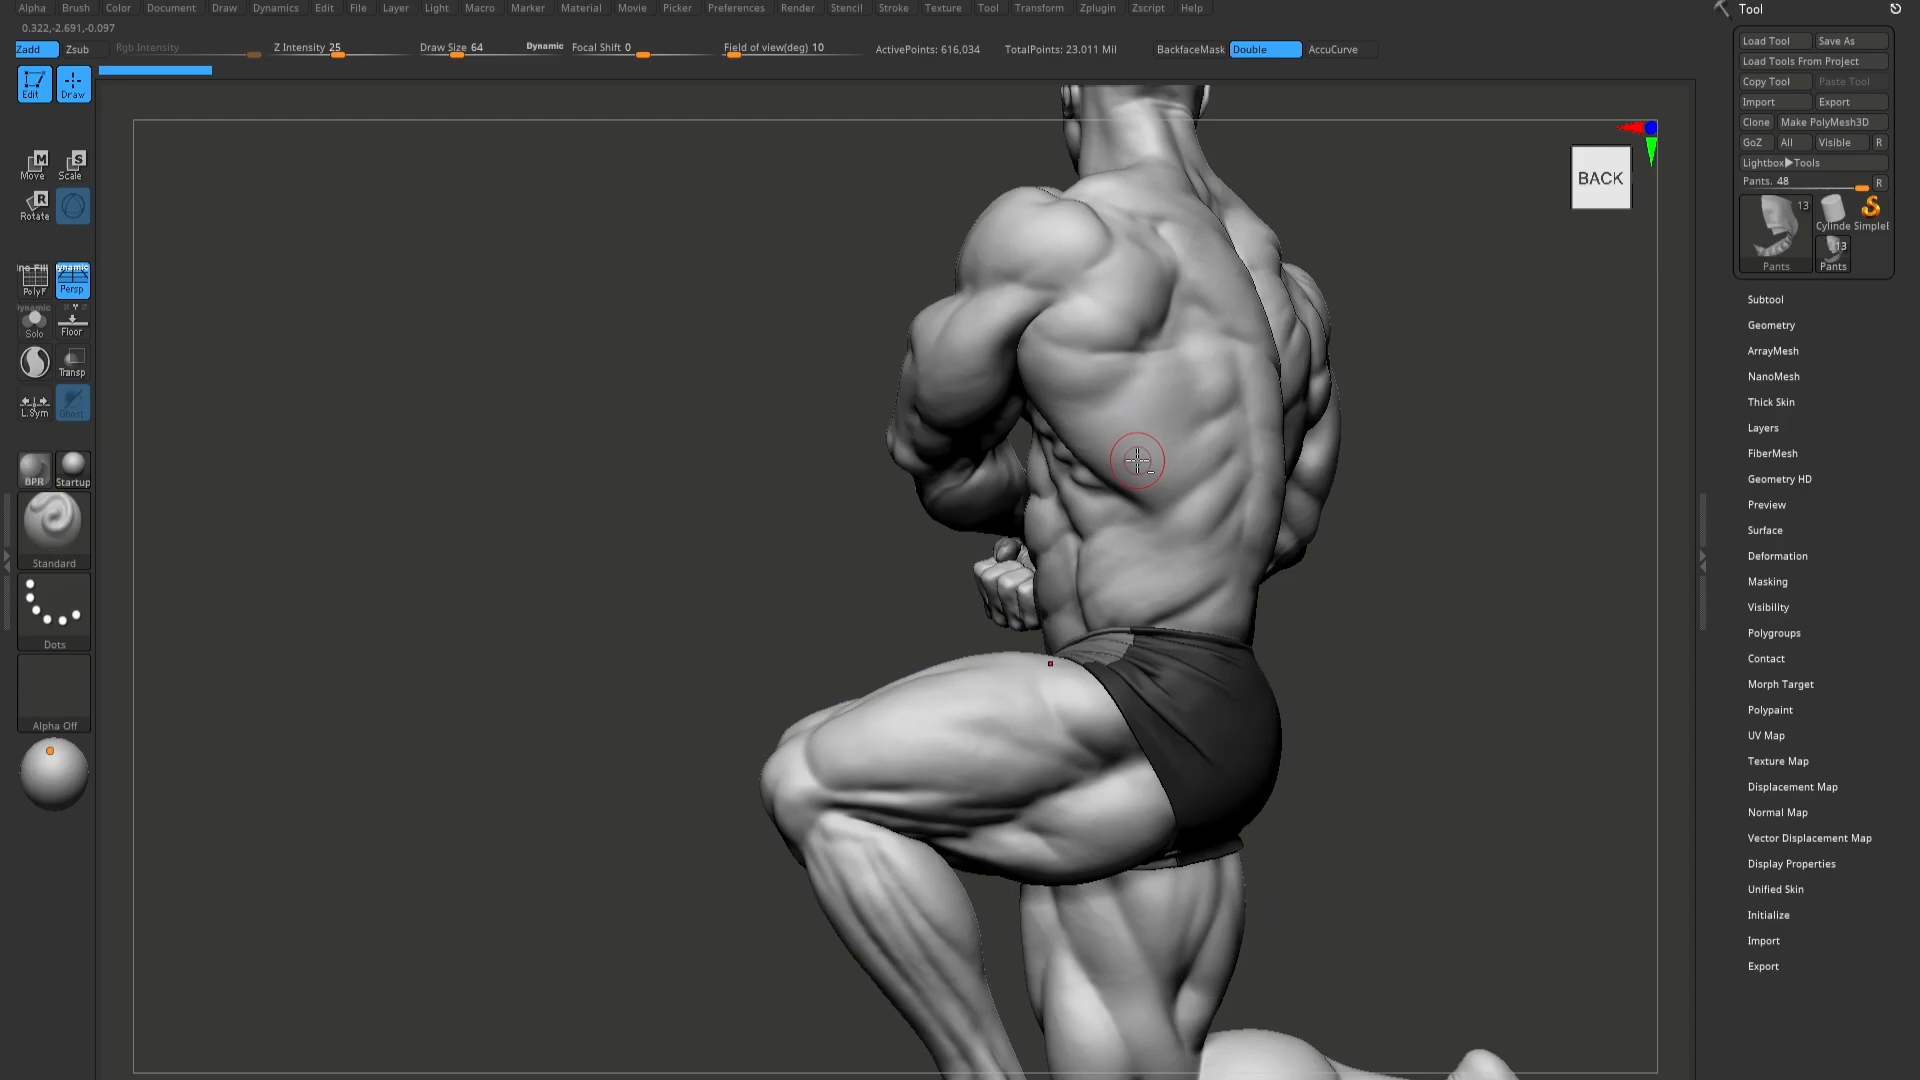 Alpha Brush Color Document Draw Dynamics Edit File Layer Light Macro Marker Material Movie Picker Preferences Render Stencil Stroke Texture Tool Transform Zplugin Zscript Help
Tool
0.322,-2.691,-0.097
Zadd Zsub Rgb Intensity Z Intensity 25 Draw Size 64 Dynamic Focal Shift 0 Field of view(deg) 10 ActivePoints: 616,034 TotalPoints: 23.011 Mil BackfaceMask Double AccuCurve
Edit Draw
Move Scale
Rotate
PolyF Persp
Dynamic
Solo Floor
Transp
L.Sym Ghost
BPR Startup
Standard
Dots
Alpha Off
BACK
Load Tool Save As
Load Tools From Project
Copy Tool Paste Tool
Import Export
Clone Make PolyMesh3D
GoZ All Visible R
Lightbox▶Tools
Pants. 48 R
13
Cylinde SimpleE
13
Pants Pants
Subtool
Geometry
ArrayMesh
NanoMesh
Thick Skin
Layers
FiberMesh
Geometry HD
Preview
Surface
Deformation
Masking
Visibility
Polygroups
Contact
Morph Target
Polypaint
UV Map
Texture Map
Displacement Map
Normal Map
Vector Displacement Map
Display Properties
Unified Skin
Initialize
Import
Export